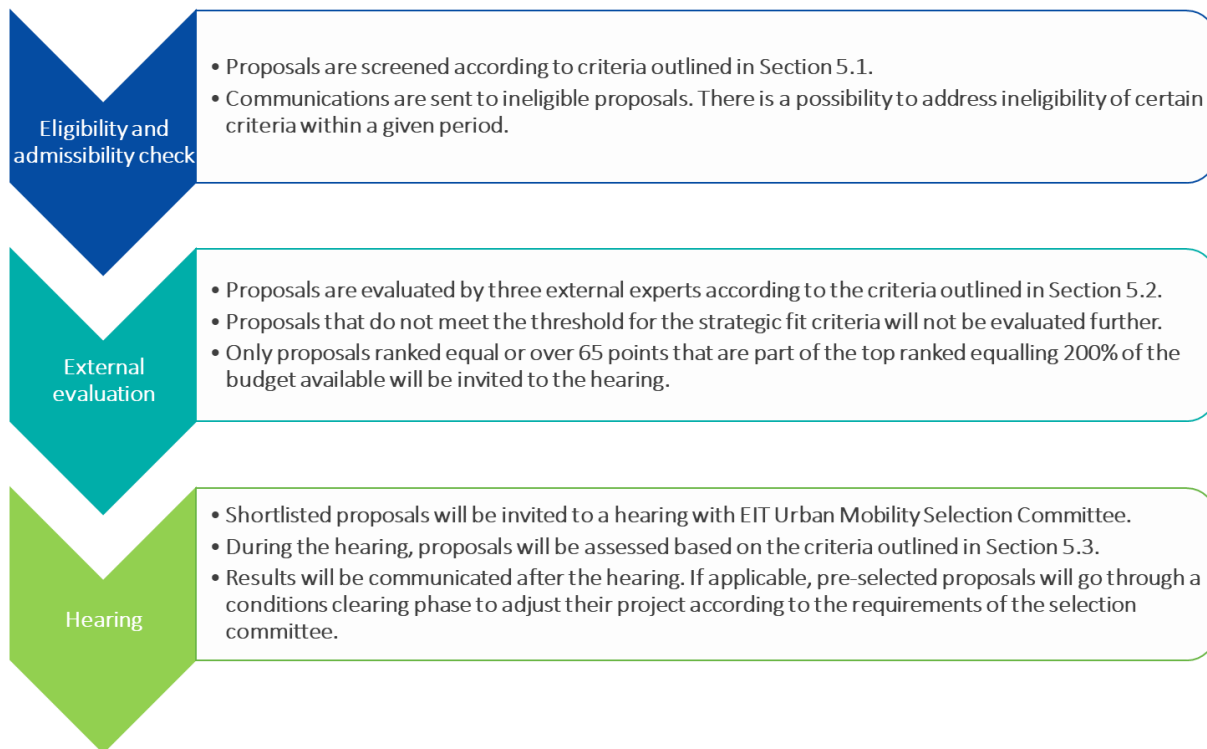 Eligibility and
admissibility check
• Proposals are screened according to criteria outlined in Section 5.1.
• Communications are sent to ineligible proposals. There is a possibility to address ineligibility of certain
criteria within a given period.
External
evaluation
• Proposals are evaluated by three external experts according to the criteria outlined in Section 5.2.
• Proposals that do not meet the threshold for the strategic fit criteria will not be evaluated further.
• Only proposals ranked equal or over 65 points that are part of the top ranked equalling 200% of the
budget available will be invited to the hearing.
Hearing
• Shortlisted proposals will be invited to a hearing with EIT Urban Mobility Selection Committee.
• During the hearing, proposals will be assessed based on the criteria outlined in Section 5.3.
• Results will be communicated after the hearing. If applicable, pre-selected proposals will go through a
conditions clearing phase to adjust their project according to the requirements of the selection
committee.